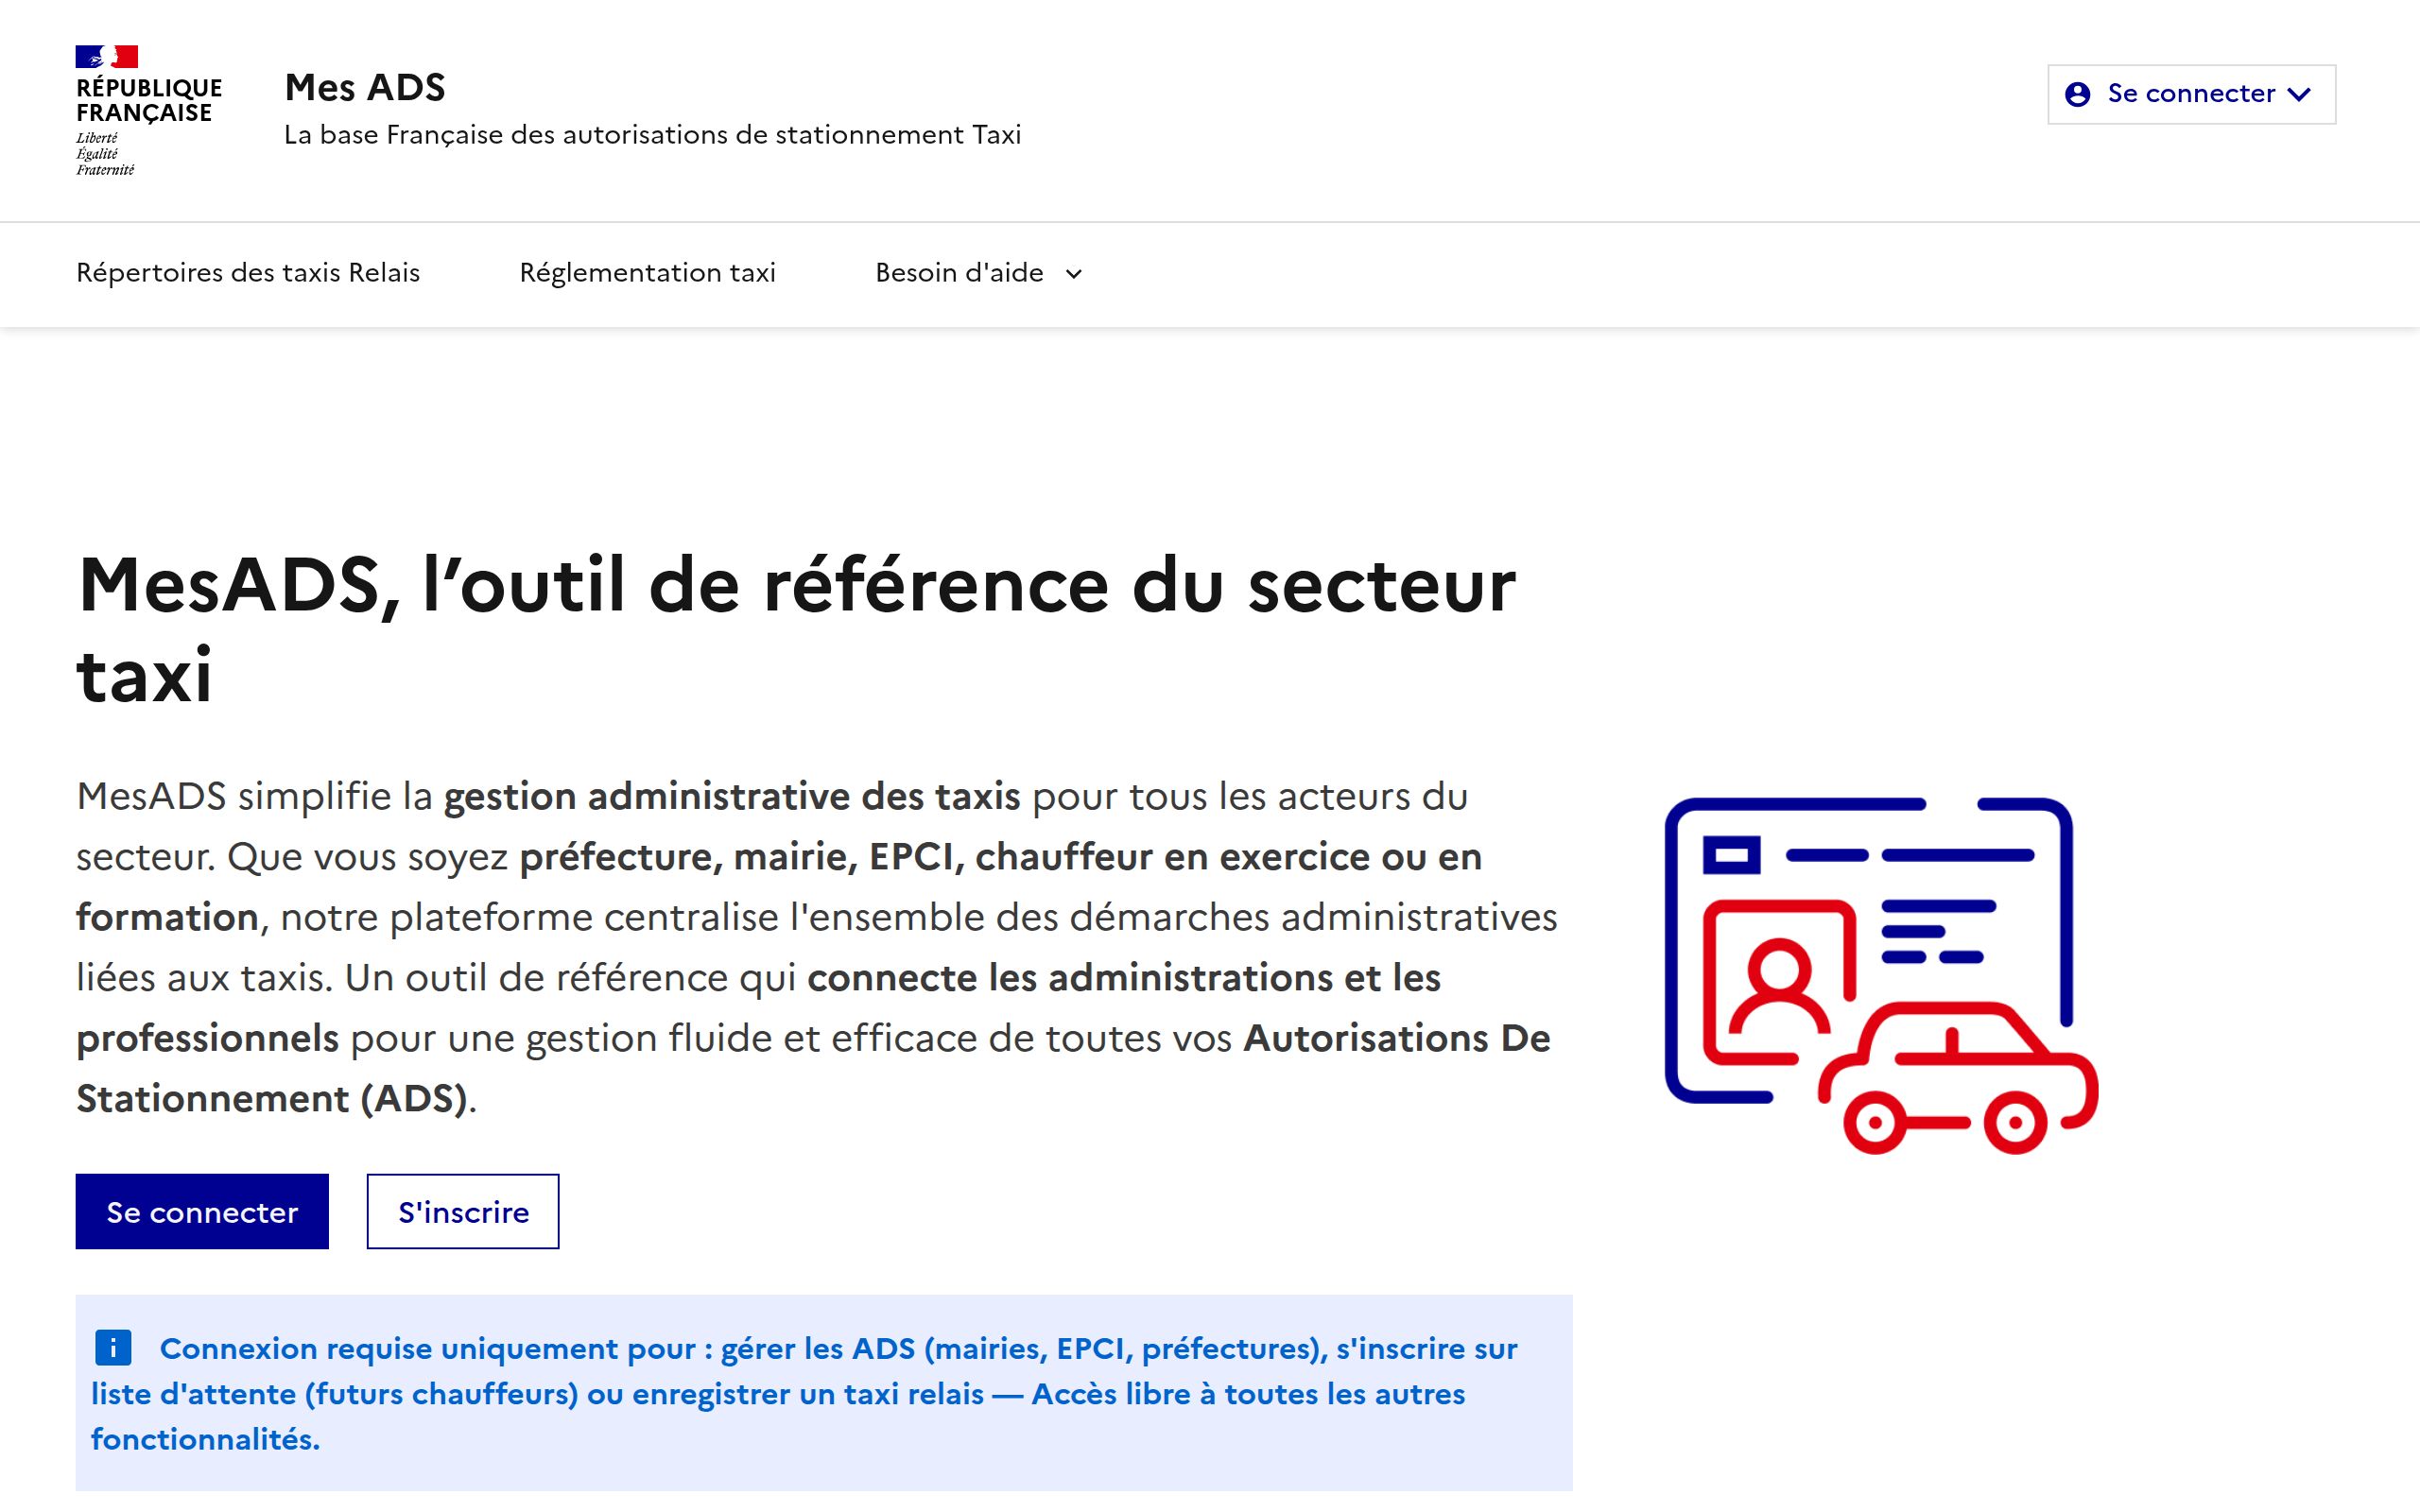 RÉPUBLIQUE
FRANÇAISE
Liberté
Égalité
Fraternité
Mes ADS
La base Française des autorisations de stationnement Taxi
Se connecter
Répertoires des taxis Relais
Réglementation taxi
Besoin d'aide
MesADS, l’outil de référence du secteur
taxi
MesADS simplifie la gestion administrative des taxis pour tous les acteurs du
secteur. Que vous soyez préfecture, mairie, EPCI, chauffeur en exercice ou en
formation, notre plateforme centralise l'ensemble des démarches administratives
liées aux taxis. Un outil de référence qui connecte les administrations et les
professionnels pour une gestion fluide et efficace de toutes vos Autorisations De
Stationnement (ADS).
Se connecter
S'inscrire
Connexion requise uniquement pour : gérer les ADS (mairies, EPCI, préfectures), s'inscrire sur
liste d'attente (futurs chauffeurs) ou enregistrer un taxi relais — Accès libre à toutes les autres
fonctionnalités.